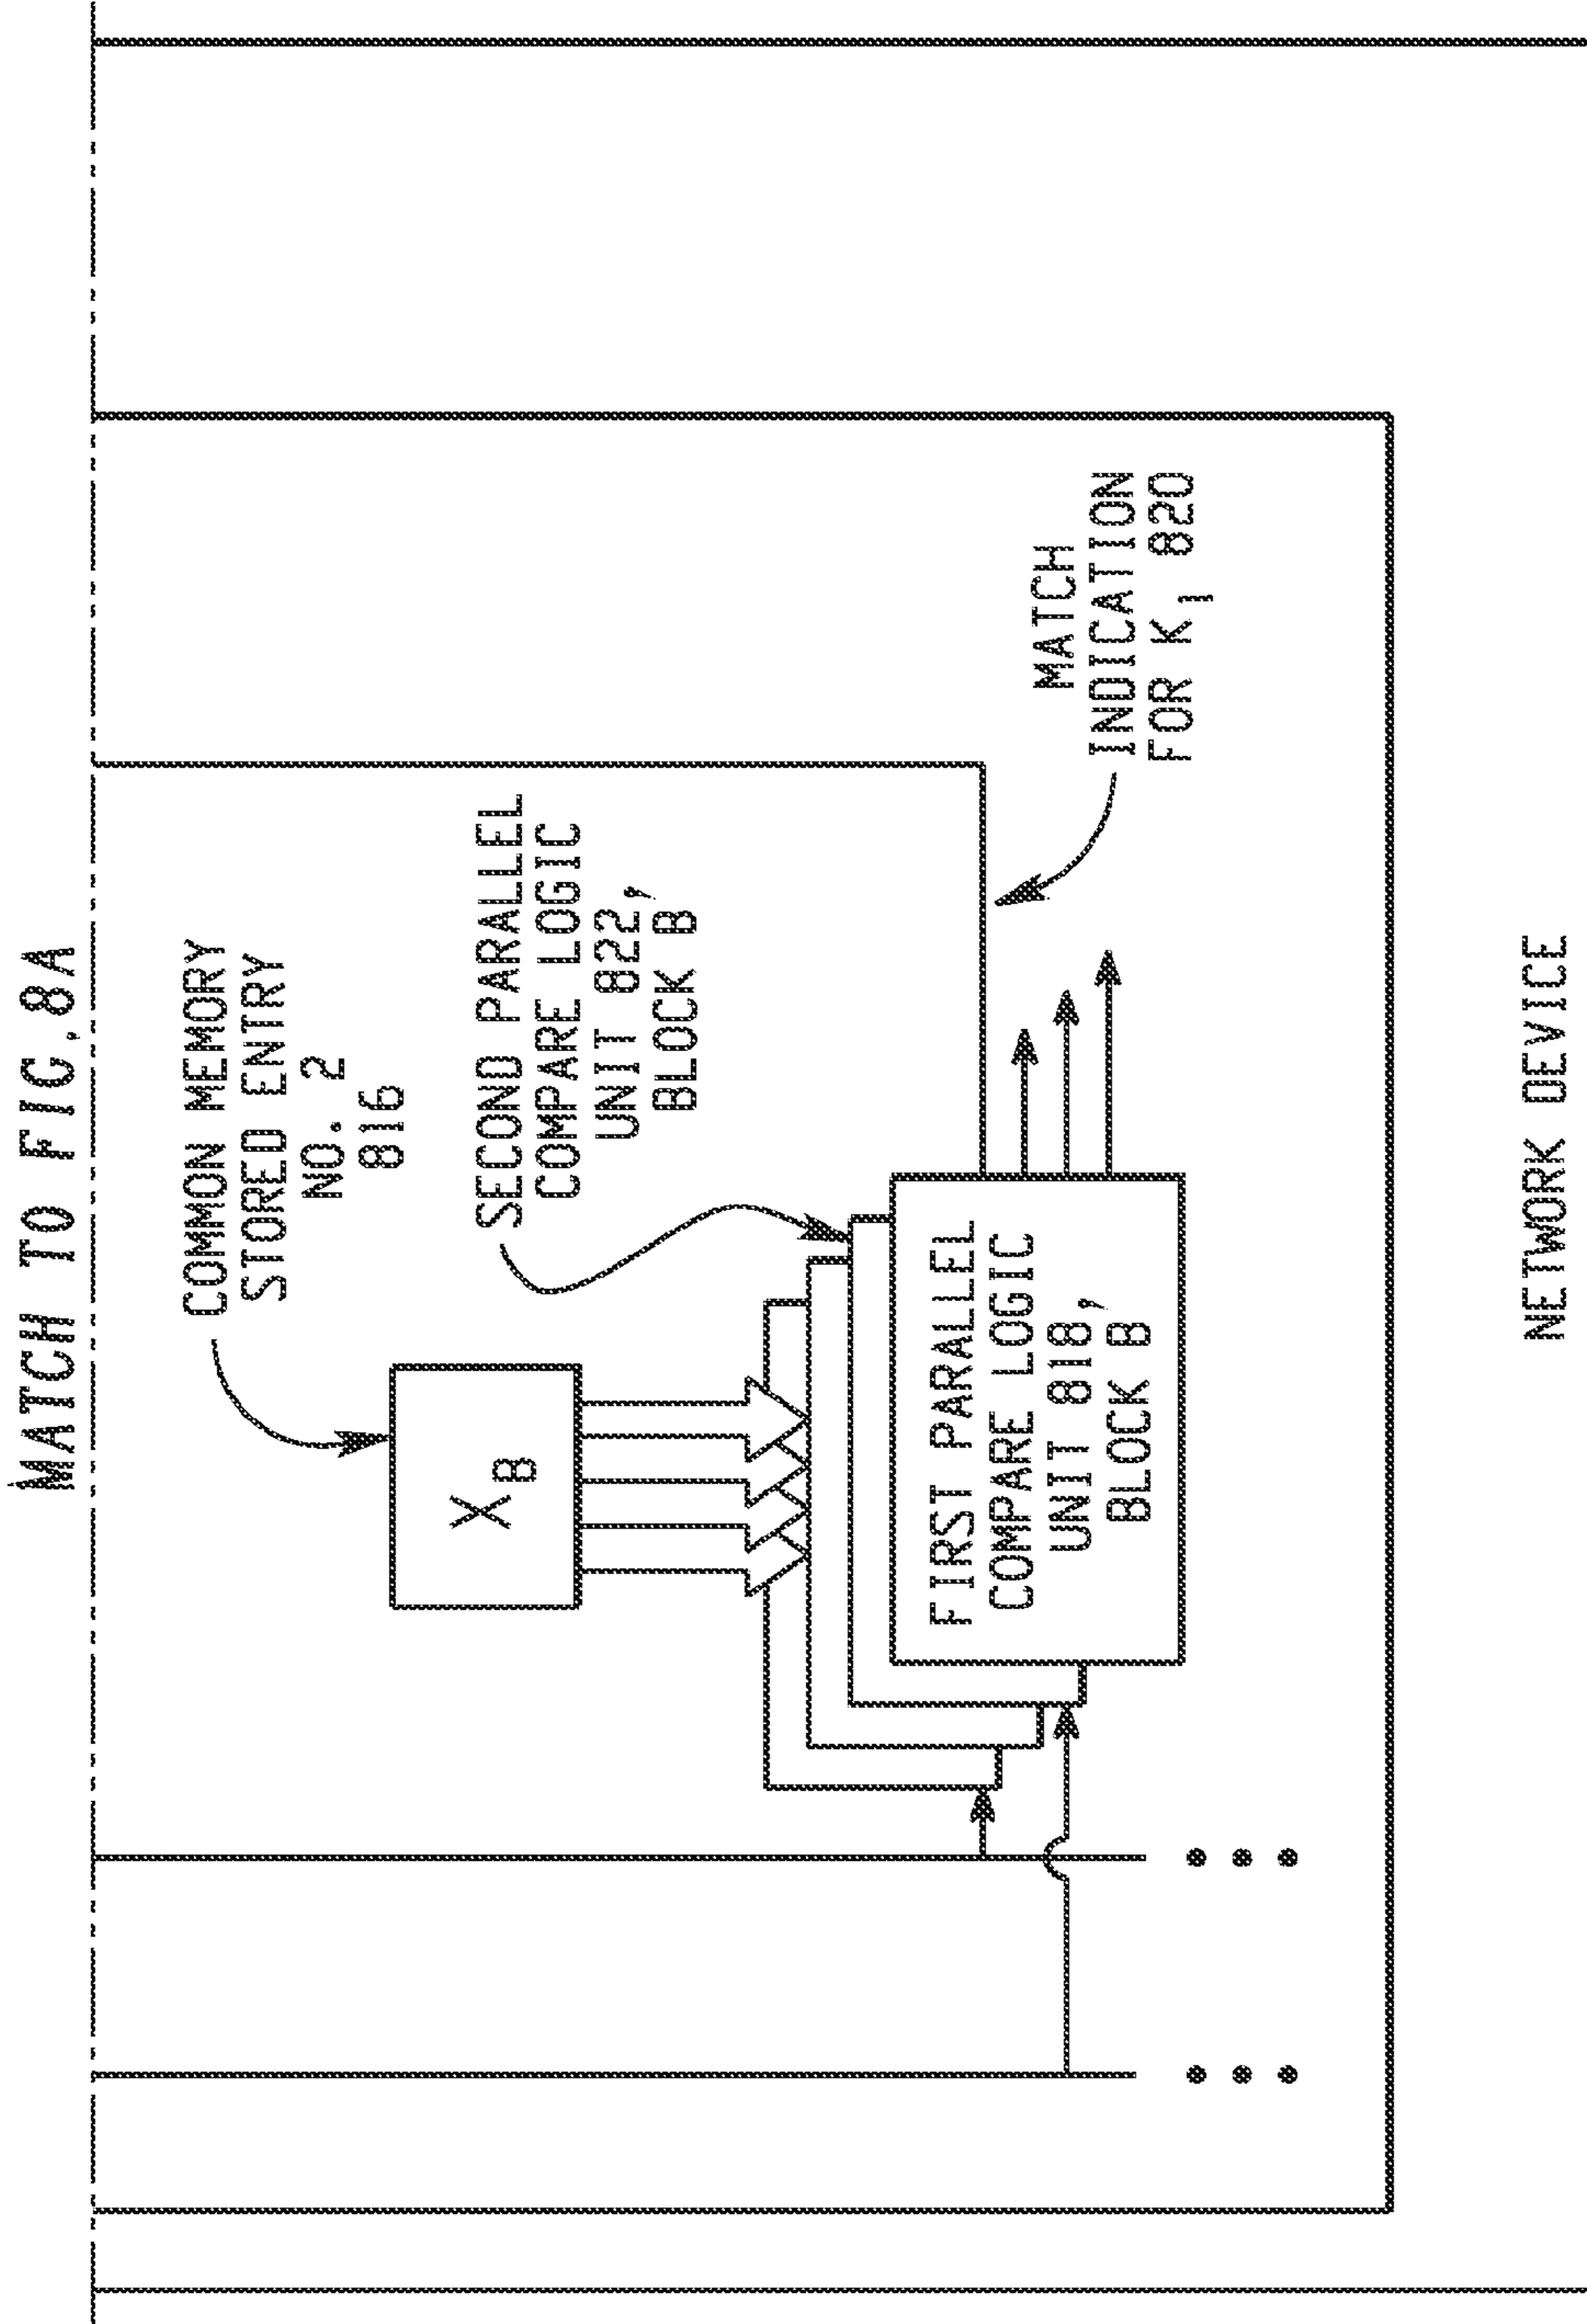 MATCH TO FIG.8A
COMMON MEMORY
STORED ENTRY
NO. 2
816
X B
SECOND PARALLEL
COMPARE LOGIC
UNIT 822,
BLOCK B
FIRST PARALLEL
COMPARE LOGIC
UNIT 818,
BLOCK B
MATCH
INDICATION
FOR K1 820
NETWORK DEVICE